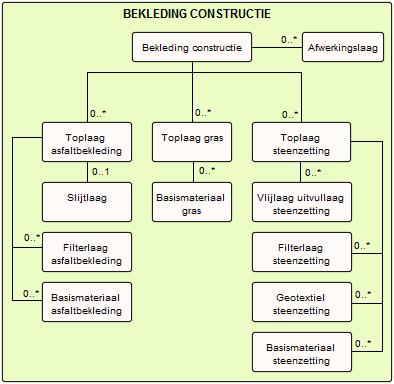 BEKLEDING CONSTRUCTIE
Bekleding constructie
0..*
Afwerkingslaag
0..*
0..*
0..*
Toplaag
asfaltbekleding
Toplaag gras
Toplaag
steenzetting
0..1
0..*
0..*
Slijtlaag
Basismateriaal
gras
Vlijlaag uitvullaag
steenzetting
0..*
Filterlaag
asfaltbekleding
Filterlaag
steenzetting
0..*
0..*
Basismateriaal
asfaltbekleding
Geotextiel
steenzetting
0..*
Basismateriaal
steenzetting
0..*